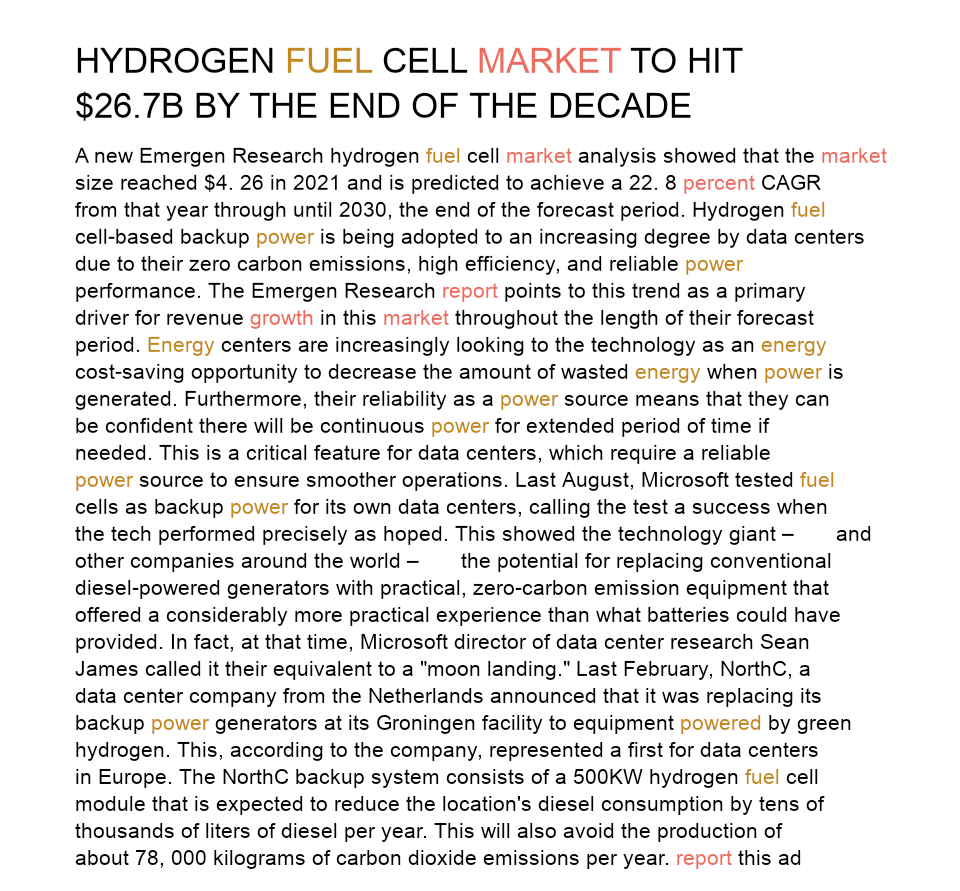 HYDROGEN FUEL CELL MARKET TO HIT
$26.7B BY THE END OF THE DECADE
A new Emergen Research hydrogen fuel cell market analysis showed that the market
size reached $4. 26 in 2021 and is predicted to achieve a 22. 8 percent CAGR
from that year through until 2030, the end of the forecast period. Hydrogen fuel
cell-based backup power is being adopted to an increasing degree by data centers
due to their zero carbon emissions, high efficiency, and reliable power
performance. The Emergen Research report points to this trend as a primary
driver for revenue growth in this market throughout the length of their forecast
period. Energy centers are increasingly looking to the technology as an energy
cost-saving opportunity to decrease the amount of wasted energy when power is
generated. Furthermore, their reliability as a power source means that they can
be confident there will be continuous power for extended period of time if
needed. This is a critical feature for data centers, which require a reliable
power source to ensure smoother operations. Last August, Microsoft tested fuel
cells as backup power for its own data centers, calling the test a success when
the tech performed precisely as hoped. This showed the technology giant – and
other companies around the world – the potential for replacing conventional
diesel-powered generators with practical, zero-carbon emission equipment that
offered a considerably more practical experience than what batteries could have
provided. In fact, at that time, Microsoft director of data center research Sean
James called it their equivalent to a "moon landing." Last February, NorthC, a
data center company from the Netherlands announced that it was replacing its
backup power generators at its Groningen facility to equipment powered by green
hydrogen. This, according to the company, represented a first for data centers
in Europe. The NorthC backup system consists of a 500KW hydrogen fuel cell
module that is expected to reduce the location's diesel consumption by tens of
thousands of liters of diesel per year. This will also avoid the production of
about 78, 000 kilograms of carbon dioxide emissions per year. report this ad